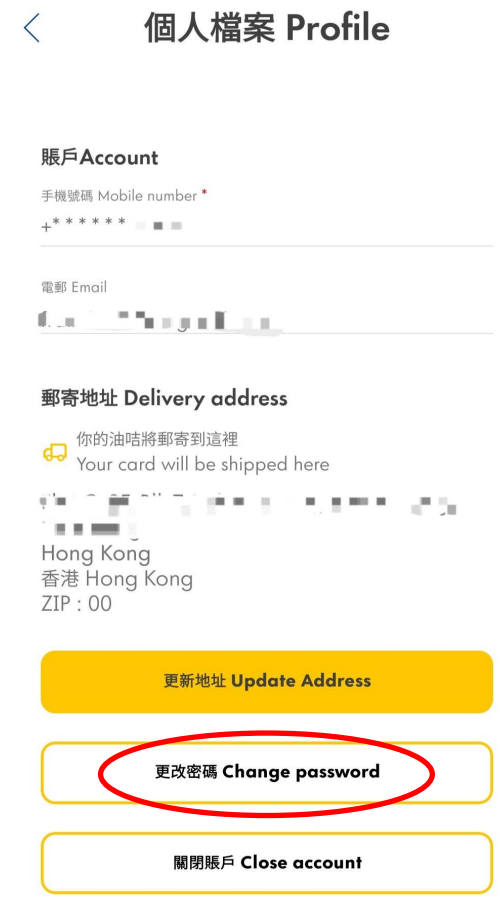 個人檔案 Profile
賬戶Account
手機號碼 Mobile number *
+******
電郵 Email
郵寄地址 Delivery address
你的油咭將郵寄到這裡
Your card will be shipped here
Hong Kong
香港 Hong Kong
ZIP : 00
更新地址 Update Address
更改密碼 Change password
關閉賬戶 Close account